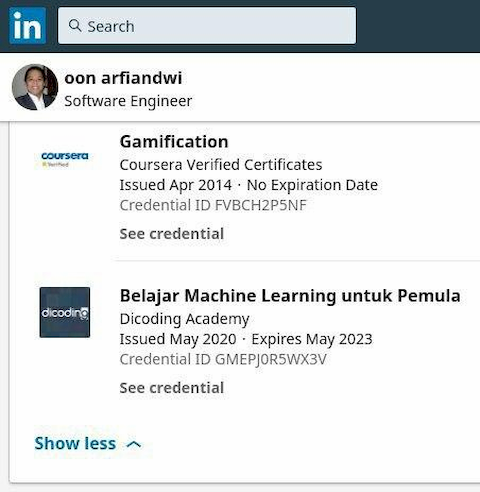 in
Search
oon arfiandwi
Software Engineer
coursera
Verified
Gamification
Coursera Verified Certificates
Issued Apr 2014 · No Expiration Date
Credential ID FVBCH2P5NF
See credential
dicoding
Belajar Machine Learning untuk Pemula
Dicoding Academy
Issued May 2020 · Expires May 2023
Credential ID GMEPJ0R5WX3V
See credential
Show less